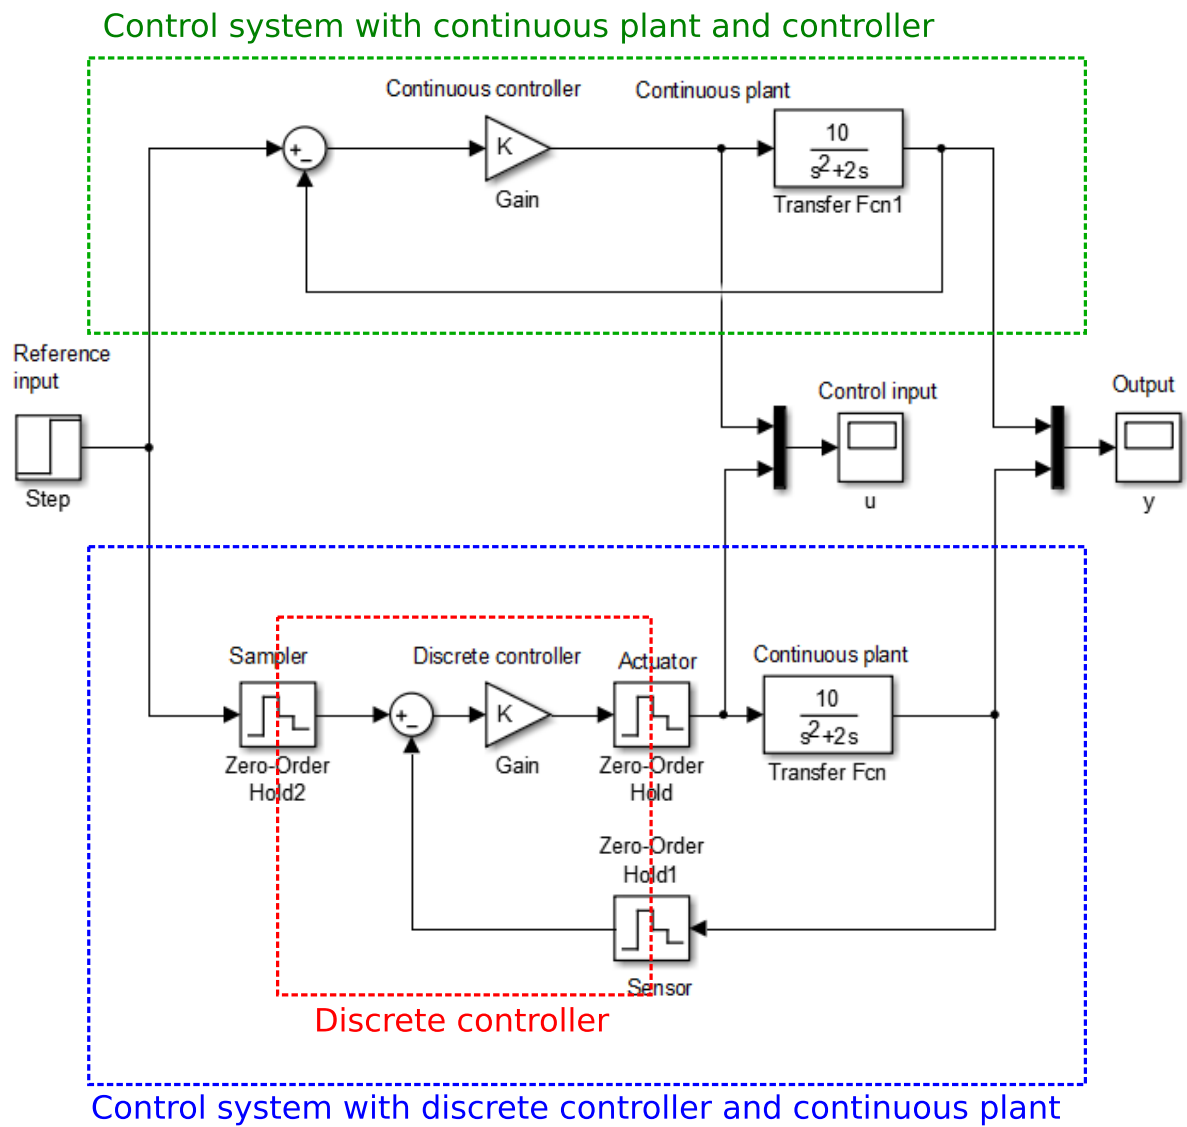 Control system with continuous plant and controller
Continuous controller
Continuous plant
+
_
K
10
s2+2s
Gain
Transfer Fcn1
Reference
input
Step
Control input
u
Output
y
Sampler
Discrete controller
Actuator
Continuous plant
+
_
K
10
s2+2s
Zero-Order
Hold2
Gain
Zero-Order
Hold
Transfer Fcn
Zero-Order
Hold1
Sensor
Discrete controller
Control system with discrete controller and continuous plant